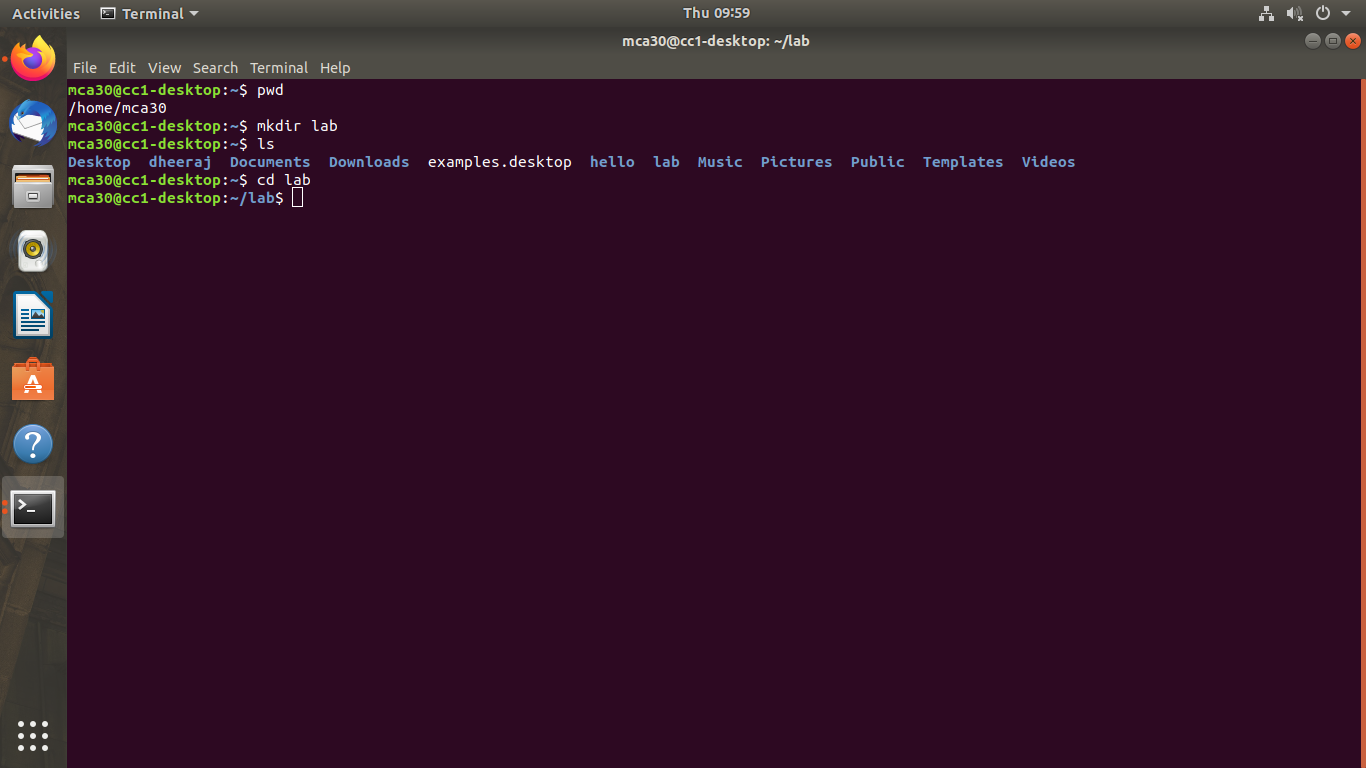 Activities Terminal Thu 09:59
mca30@cc1-desktop: ~/lab
File Edit View Search Terminal Help
mca30@cc1-desktop:~$ pwd
/home/mca30
mca30@cc1-desktop:~$ mkdir lab
mca30@cc1-desktop:~$ ls
Desktop dheeraj Documents Downloads examples.desktop hello lab Music Pictures Public Templates Videos
mca30@cc1-desktop:~$ cd lab
mca30@cc1-desktop:~/lab$